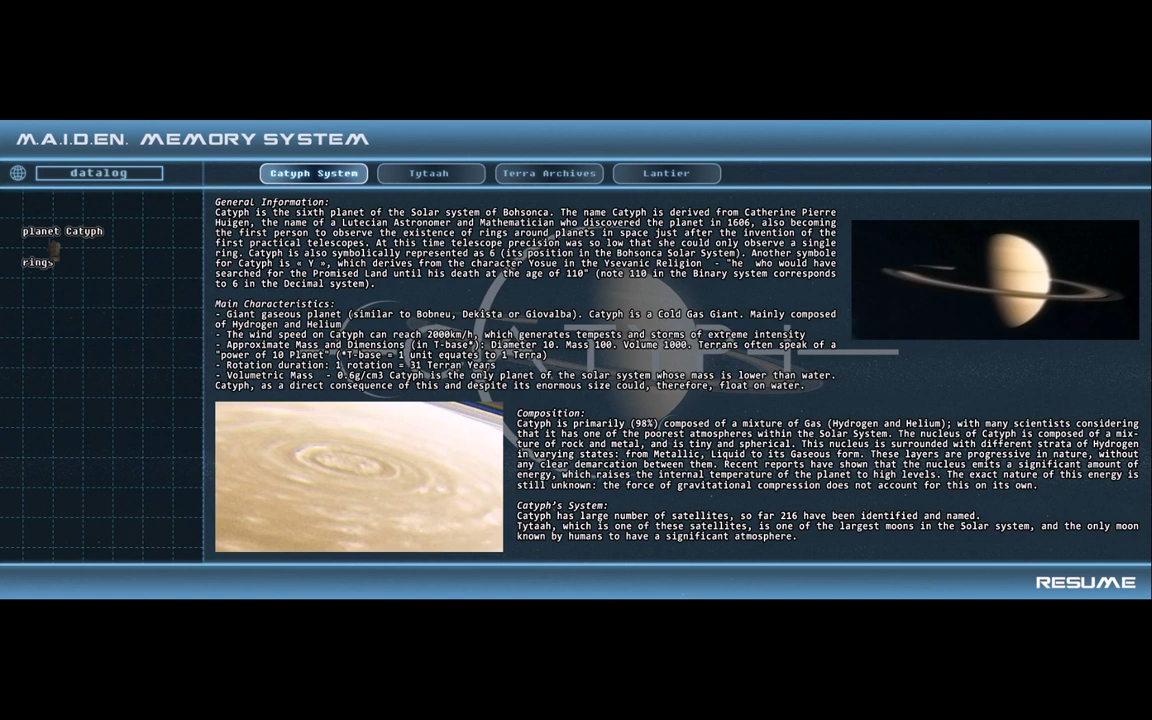 M.A.I.D.EN. MEMORY SYSTEM
datalog
Catyph System
Tytaah
Terra Archives
Lantier
planet Catyph
rings
General Information:
Catyph is the sixth planet of the Solar system of Bohsonca. The name Catyph is derived from Catherine Pierre
Huigen, the name of a Lutecian Astronomer and Mathematician who discovered the planet in 1606, also becoming
the first person to observe the existence of rings around planets in space just after the invention of the
first practical telescopes. At this time telescope precision was so low that she could only observe a single
ring. Catyph is also symbolically represented as 6 (its position in the Bohsonca Solar System). Another symbole
for Catyph is « Y », which derives from the character Yosue in the Ysevanic Religion - "he who would have
searched for the Promised Land until his death at the age of 110" (note 110 in the Binary system corresponds
to 6 in the Decimal system).
Main Characteristics:
- Giant gaseous planet (similar to Bobneu, Dekista or Giovalba). Catyph is a Cold Gas Giant. Mainly composed
of Hydrogen and Helium
- The wind speed on Catyph can reach 2000km/h, which generates tempests and storms of extreme intensity
- Approximate Mass and Dimensions (in T-base*): Diameter 10. Mass 100. Volume 1000. Terrans often speak of a
"power of 10 Planet" (*T-base = 1 unit equates to 1 Terra)
- Rotation duration: 1 rotation = 31 Terran Years
- Volumetric Mass - 0.6g/cm3 Catyph is the only planet of the solar system whose mass is lower than water.
Catyph, as a direct consequence of this and despite its enormous size could, therefore, float on water.
Composition:
Catyph is primarily (98%) composed of a mixture of Gas (Hydrogen and Helium); with many scientists considering
that it has one of the poorest atmospheres within the Solar System. The nucleus of Catyph is composed of a mix-
ture of rock and metal, and is tiny and spherical. This nucleus is surrounded with different strata of Hydrogen
in varying states: from Metallic, Liquid to its Gaseous form. These layers are progressive in nature, without
any clear demarcation between them. Recent reports have shown that the nucleus emits a significant amount of
energy, which raises the internal temperature of the planet to high levels. The exact nature of this energy is
still unknown: the force of gravitational compression does not account for this on its own.
Catyph's System:
Catyph has large number of satellites, so far 216 have been identified and named.
Tytaah, which is one of these satellites, is one of the largest moons in the Solar system, and the only moon
known by humans to have a significant atmosphere.
RESUME